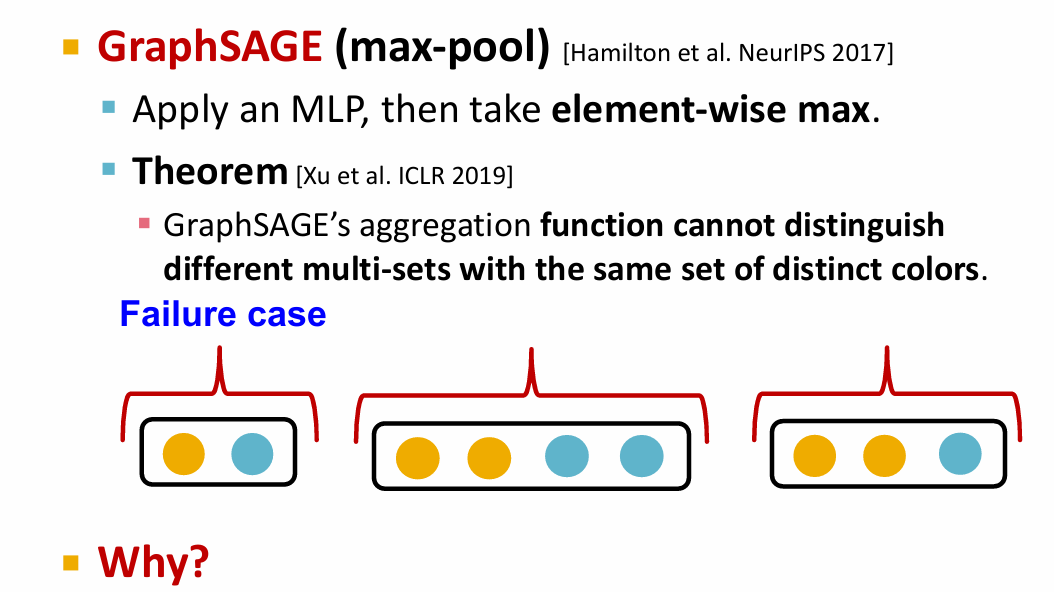 GraphSAGE (max-pool) [Hamilton et al. NeurIPS 2017]
Apply an MLP, then take element-wise max.
Theorem [Xu et al. ICLR 2019]
GraphSAGE’s aggregation function cannot distinguish
different multi-sets with the same set of distinct colors.
Failure case
Why?